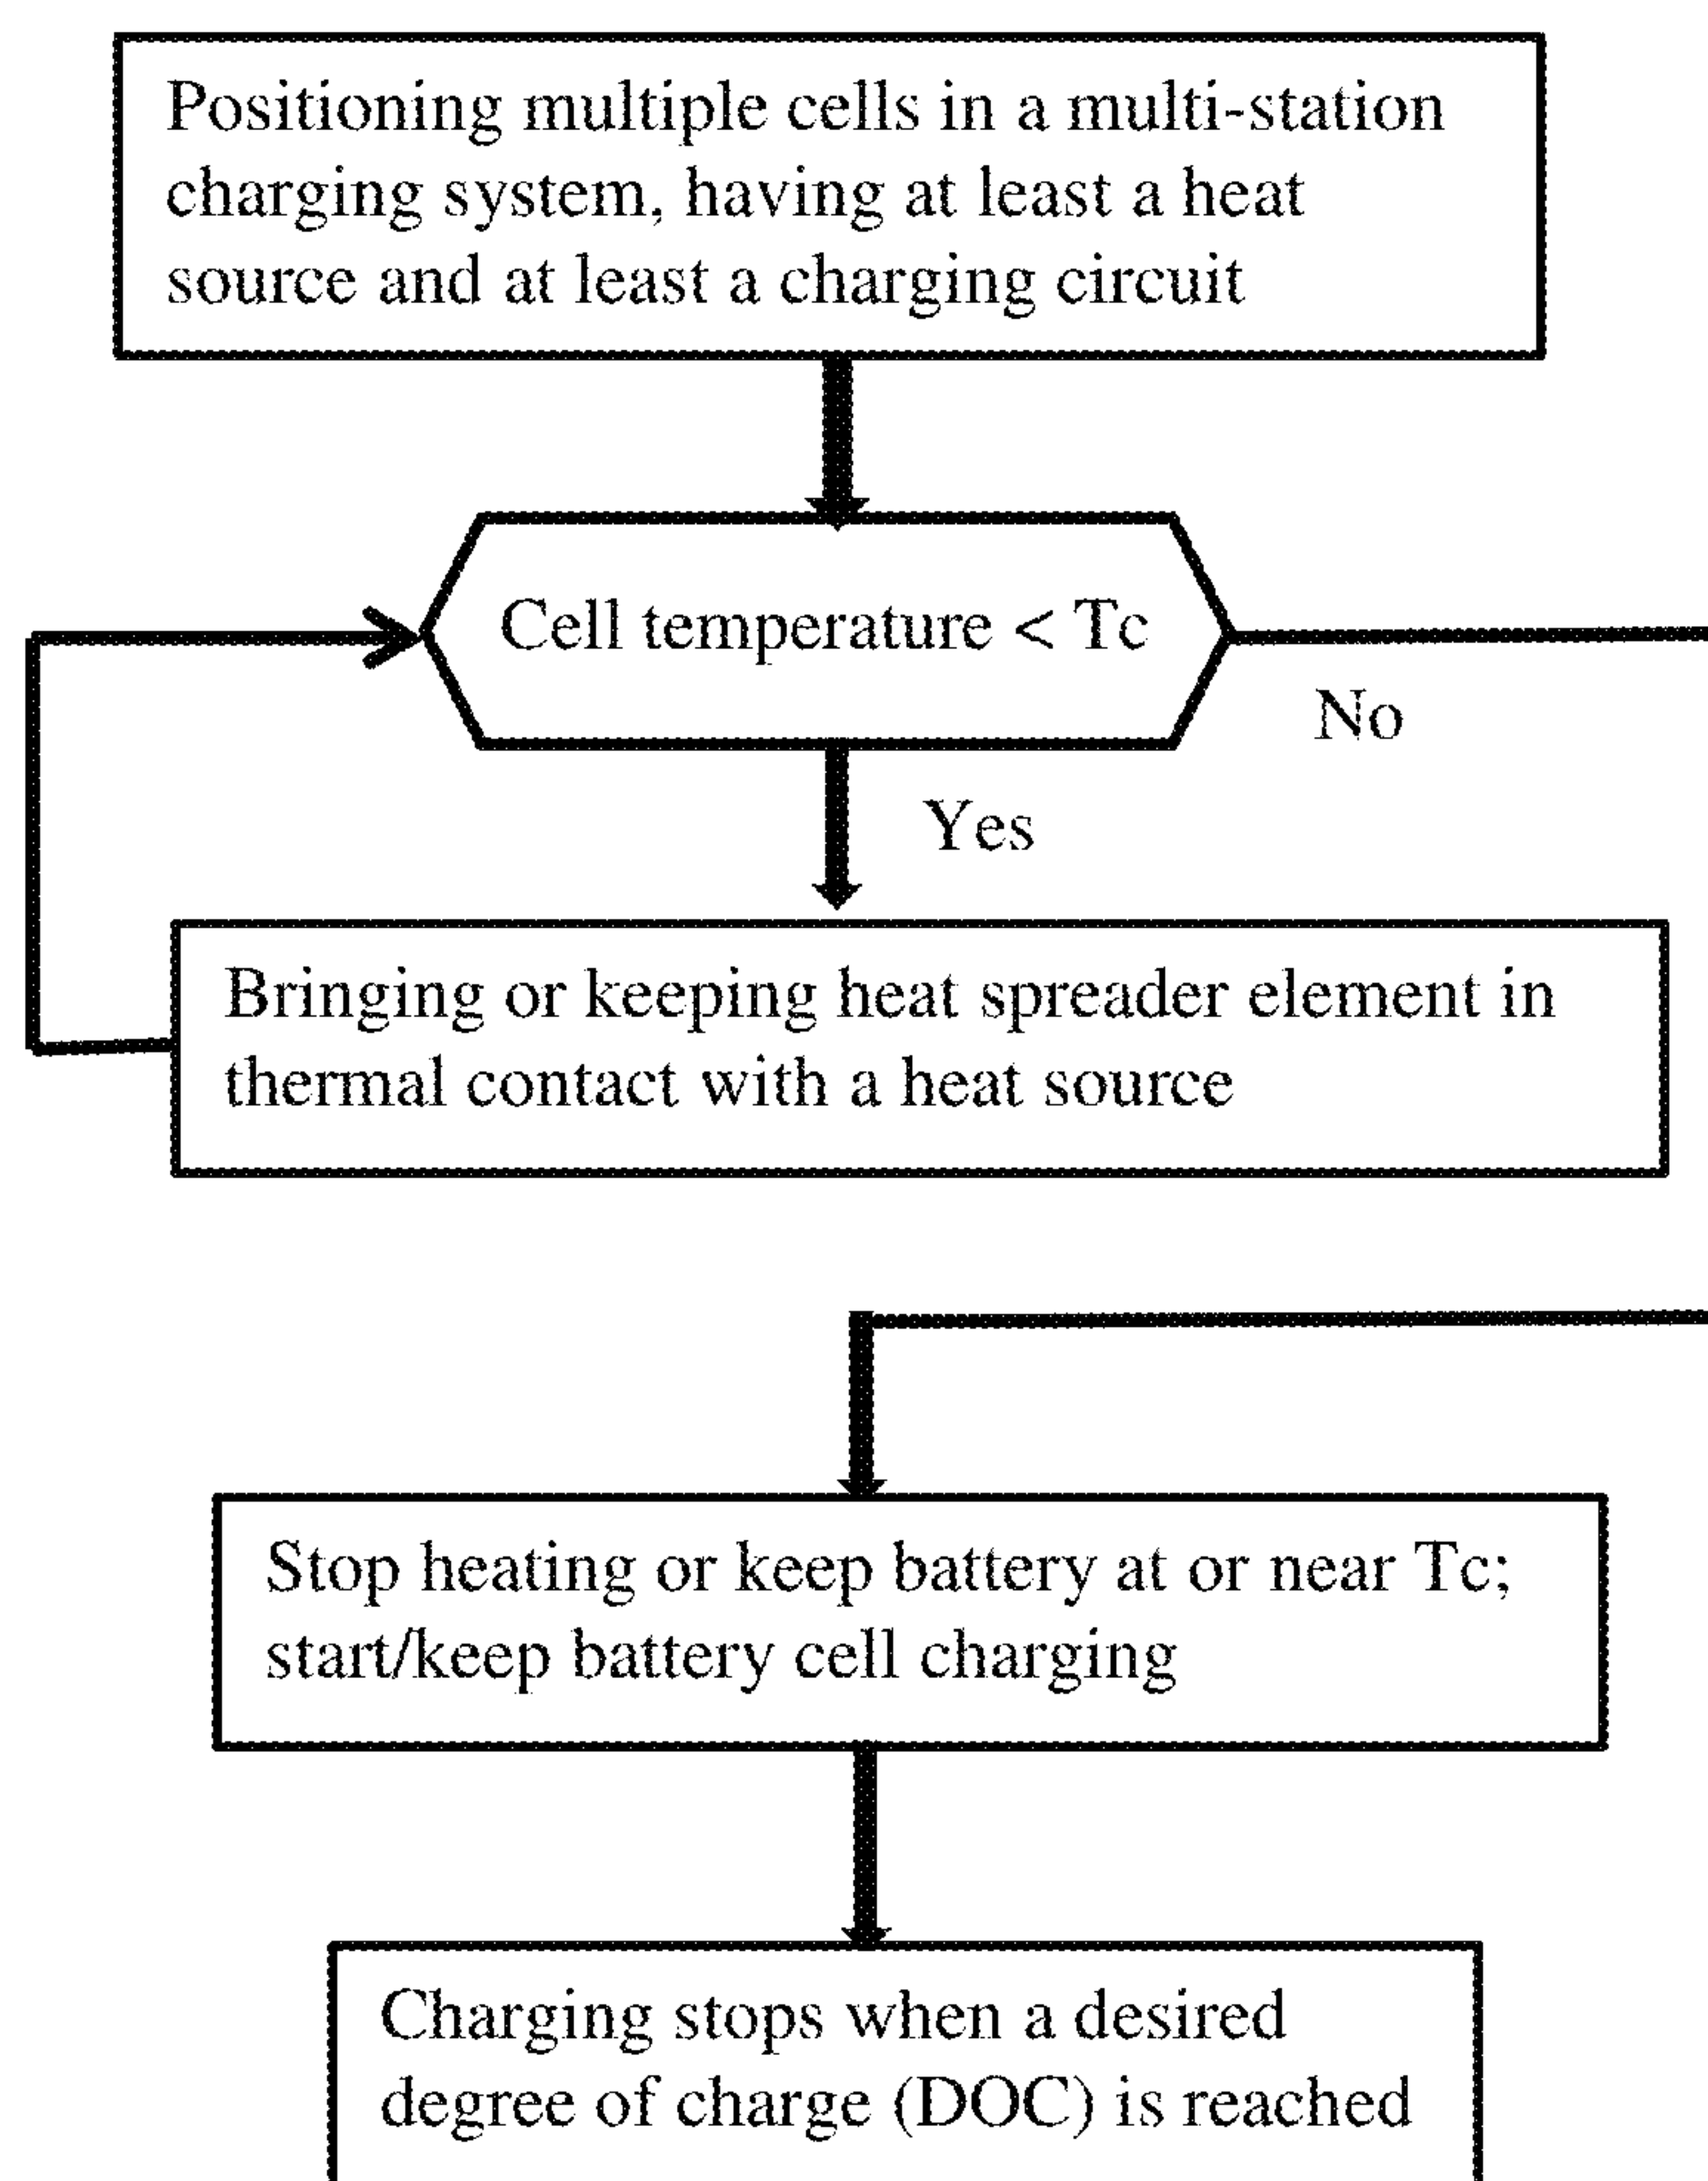 Positioning multiple cells in a multi-station
charging system, having at least a heat
source and at least a charging circuit
Cell temperature < Tc
No
Yes
Bringing or keeping heat spreader element in
thermal contact with a heat source
Stop heating or keep battery at or near Tc;
start/keep battery cell charging
Charging stops when a desired
degree of charge (DOC) is reached